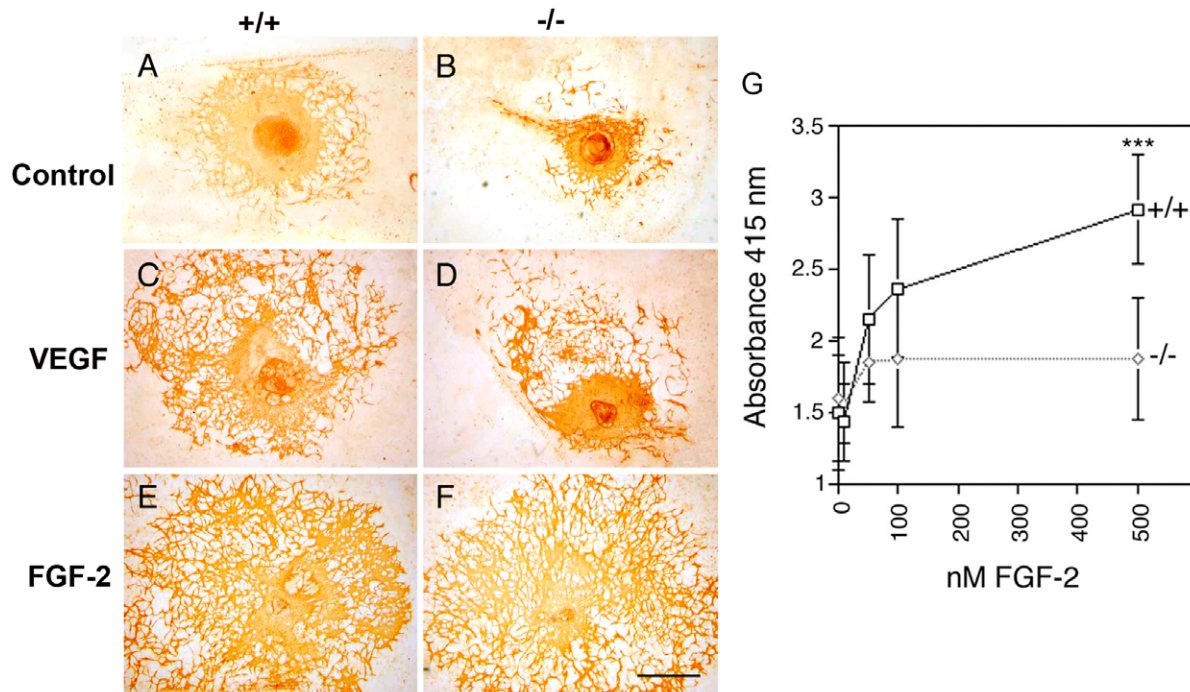 +/+ -/-
Control
A
B
VEGF
C
D
FGF-2
E
F
G
Absorbance 415 nm
3.5
3
2.5
2
1.5
1
***
+/+
-/-
0 100 200 300 400 500
nM FGF-2